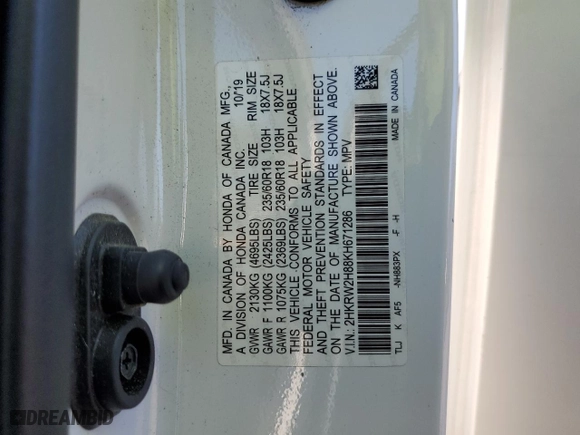 MFD. IN CANADA BY HONDA OF CANADA MFG.,
A DIVISION OF HONDA CANADA INC. 10/19
GVWR 2130KG (4695LBS) TIRE SIZE RIM SIZE
GAWR F 1100KG (2425LBS) 235/60R18 103H 18X7.5J
GAWR R 1075KG (2369LBS) 235/60R18 103H 18X7.5J
THIS VEHICLE CONFORMS TO ALL APPLICABLE
FEDERAL MOTOR VEHICLE SAFETY
AND THEFT PREVENTION STANDARDS IN EFFECT
ON THE DATE OF MANUFACTURE SHOWN ABOVE.
V.I.N.: 2HKRW2H88KH671286 TYPE: MPV
TLJ K AF5 -NH883PX -F -H MADE IN CANADA
DREAMBID